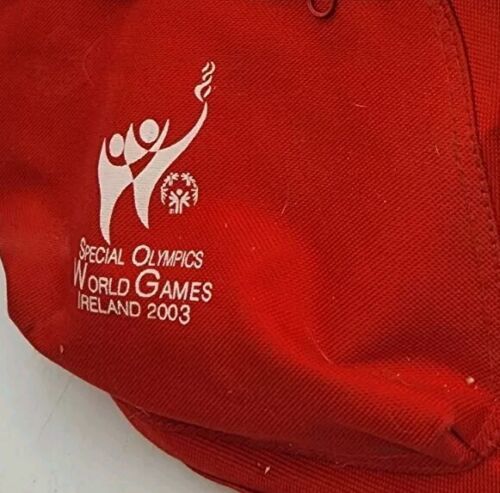 SPECIAL OLYMPICS
WORLD GAMES
IRELAND 2003